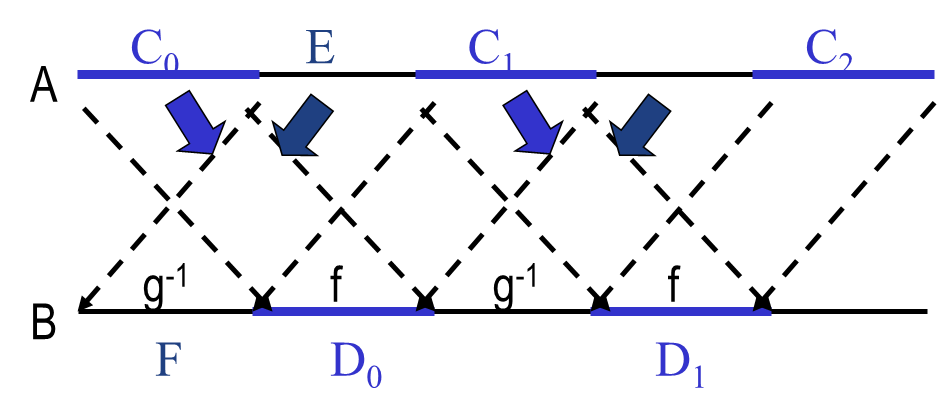 C₀ E C₁ C₂
A
g⁻¹ f g⁻¹ f
B
F D₀ D₁